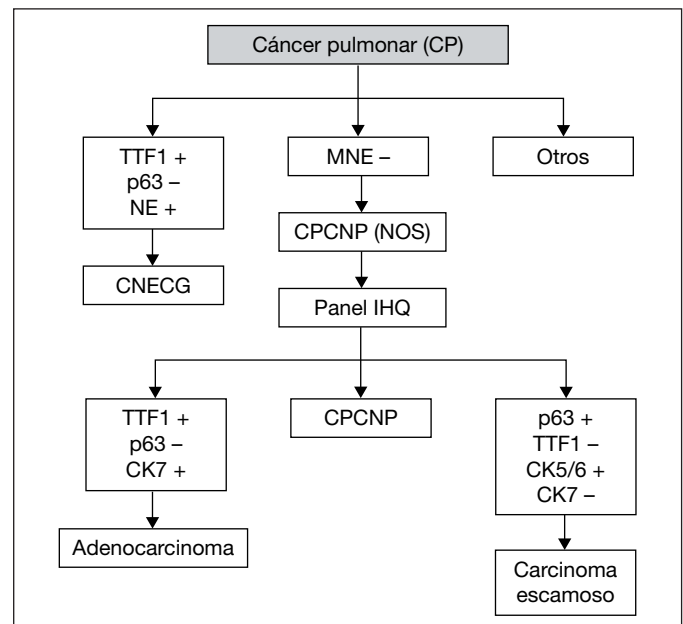 Cáncer pulmonar (CP)
TTF1 +
p63 –
NE +
MNE –
Otros
CPCNP (NOS)
CNECG
Panel IHQ
TTF1 +
p63 –
CK7 +
CPCNP
p63 +
TTF1 –
CK5/6 +
CK7 –
Adenocarcinoma
Carcinoma
escamoso